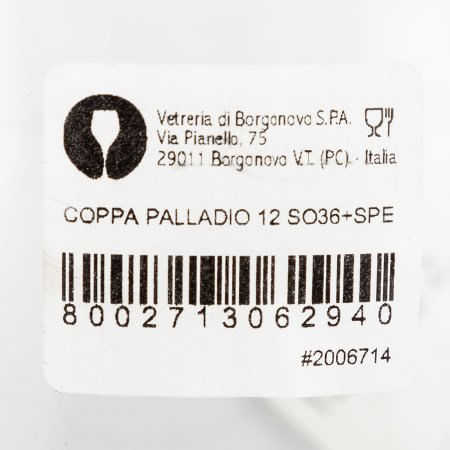 Vetreria di Borgonovo S.P.A.
Via Pianello, 75
29011 Borgonovo V.T. (PC) - Italia
COPPA PALLADIO 12 SO36+SPE
8002713062940
#2006714